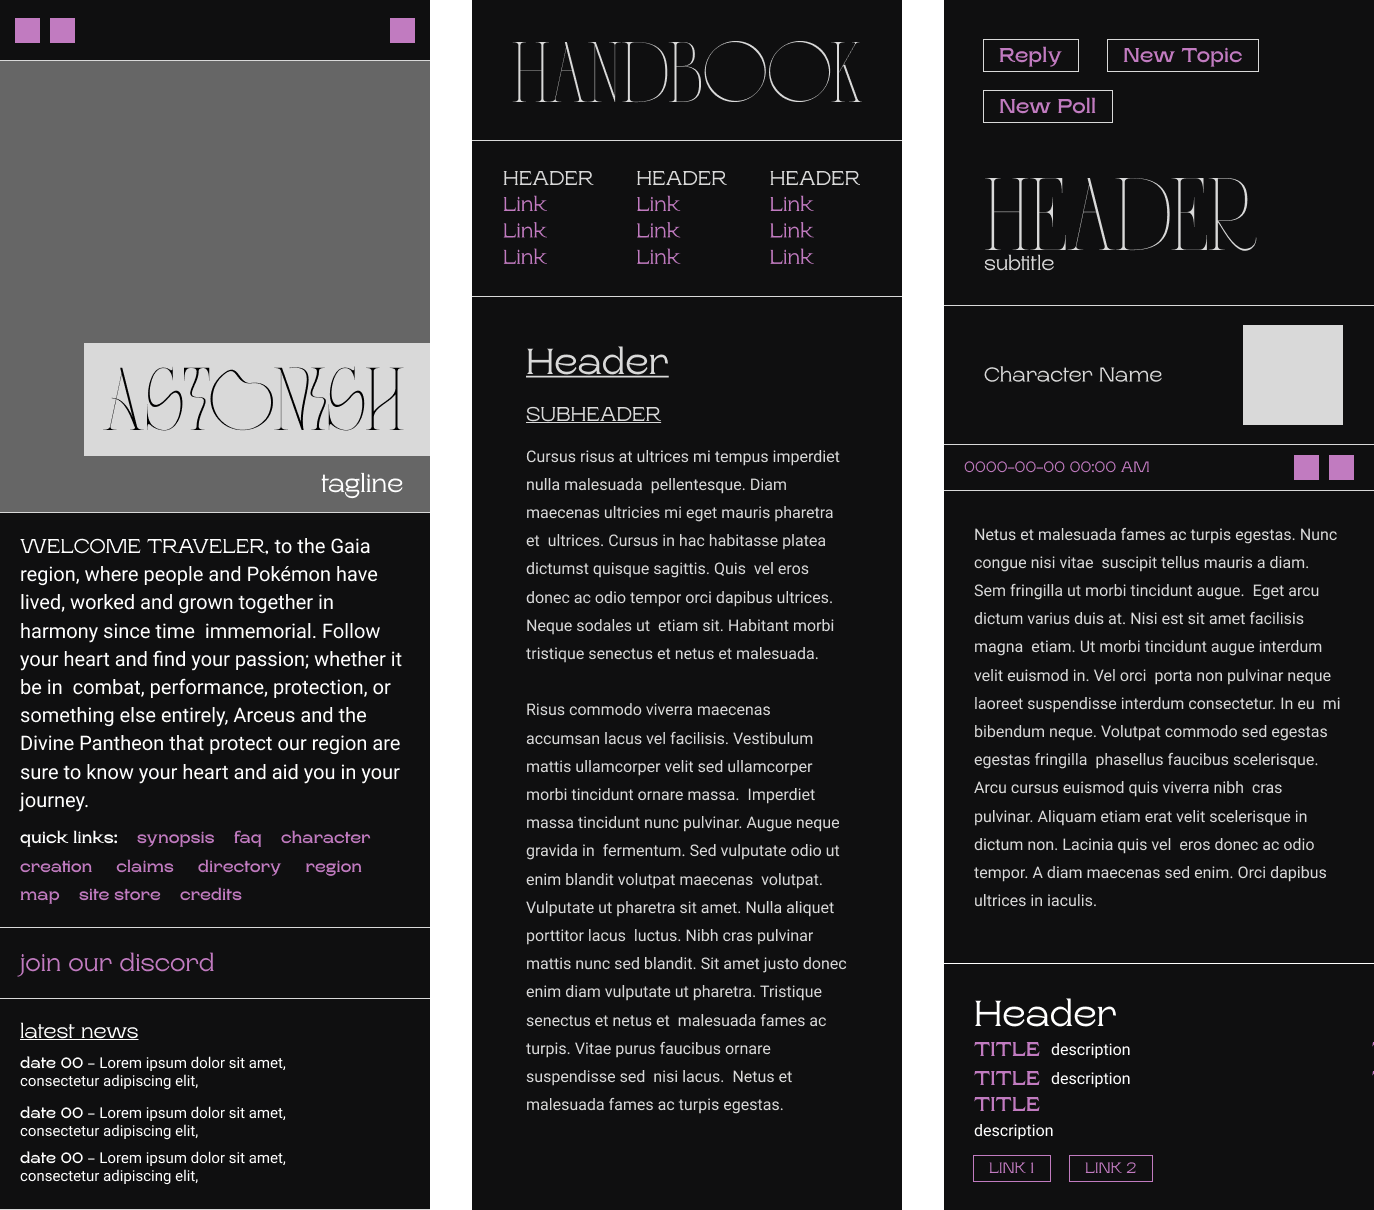 ASTONISH
tagline
WELCOME TRAVELER, to the Gaia
region, where people and Pokémon have
lived, worked and grown together in
harmony since time  immemorial. Follow
your heart and find your passion; whether it
be in  combat, performance, protection, or
something else entirely, Arceus and the
Divine Pantheon that protect our region are
sure to know your heart and aid you in your
journey.
quick links: synopsis faq character
creation claims directory region
map site store credits
join our discord
latest news
date 00 – Lorem ipsum dolor sit amet,
consectetur adipiscing elit,
date 00 – Lorem ipsum dolor sit amet,
consectetur adipiscing elit,
date 00 – Lorem ipsum dolor sit amet,
consectetur adipiscing elit,
HANDBOOK
HEADER HEADER HEADER
Link Link Link
Link Link Link
Link Link Link
Header
SUBHEADER
Cursus risus at ultrices mi tempus imperdiet
nulla malesuada  pellentesque. Diam
maecenas ultricies mi eget mauris pharetra
et  ultrices. Cursus in hac habitasse platea
dictumst quisque sagittis. Quis  vel eros
donec ac odio tempor orci dapibus ultrices.
Neque sodales ut  etiam sit. Habitant morbi
tristique senectus et netus et malesuada.
Risus commodo viverra maecenas
accumsan lacus vel facilisis. Vestibulum
mattis ullamcorper velit sed ullamcorper
morbi tincidunt ornare massa.  Imperdiet
massa tincidunt nunc pulvinar. Augue neque
gravida in  fermentum. Sed vulputate odio ut
enim blandit volutpat maecenas  volutpat.
Vulputate ut pharetra sit amet. Nulla aliquet
porttitor lacus  luctus. Nibh cras pulvinar
mattis nunc sed blandit. Sit amet justo donec
enim diam vulputate ut pharetra. Tristique
senectus et netus et  malesuada fames ac
turpis. Vitae purus faucibus ornare
suspendisse sed  nisi lacus.  Netus et
malesuada fames ac turpis egestas.
Reply New Topic
New Poll
HEADER
subtitle
Character Name
0000-00-00 00:00 AM
Netus et malesuada fames ac turpis egestas. Nunc
congue nisi vitae  suscipit tellus mauris a diam.
Sem fringilla ut morbi tincidunt augue.  Eget arcu
dictum varius duis at. Nisi est sit amet facilisis
magna  etiam. Ut morbi tincidunt augue interdum
velit euismod in. Vel orci  porta non pulvinar neque
laoreet suspendisse interdum consectetur. In eu  mi
bibendum neque. Volutpat commodo sed egestas
egestas fringilla  phasellus faucibus scelerisque.
Arcu cursus euismod quis viverra nibh  cras
pulvinar. Aliquam etiam erat velit scelerisque in
dictum non. Lacinia quis vel  eros donec ac odio
tempor. A diam maecenas sed enim. Orci dapibus
ultrices in iaculis.
Header
TITLE description
TITLE description
TITLE
description
LINK 1 LINK 2